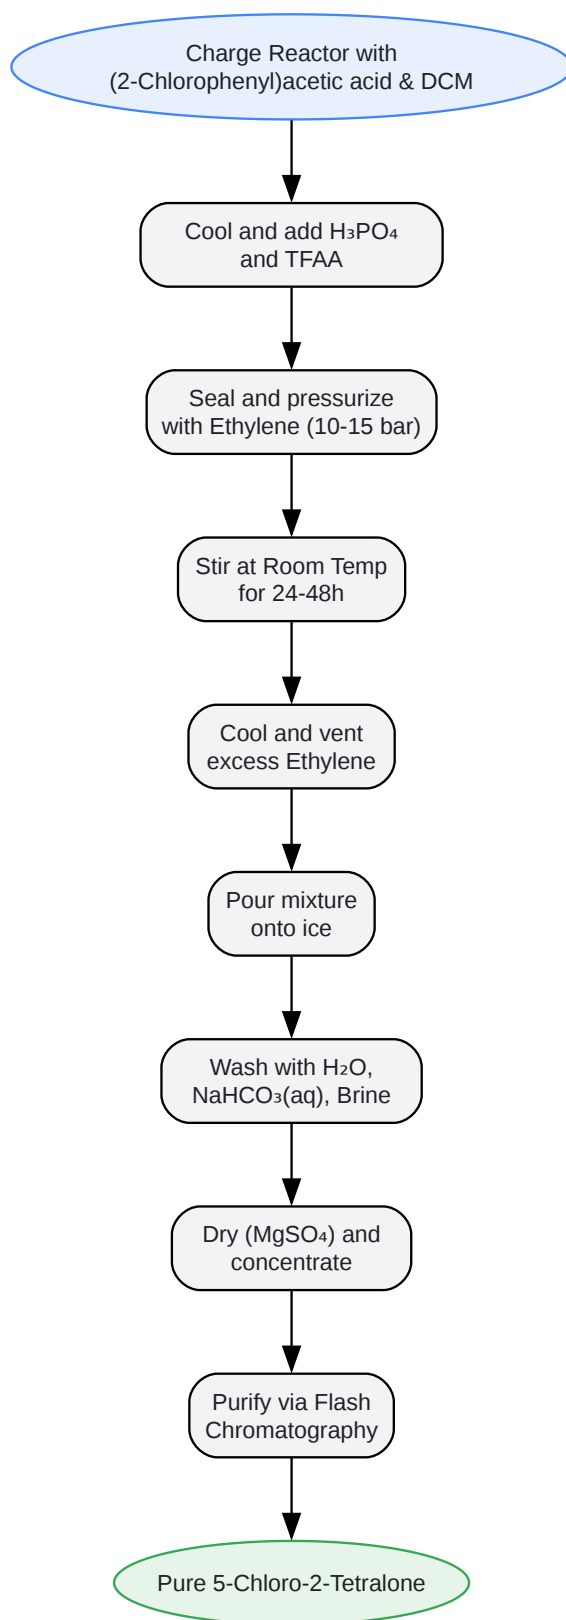 Charge Reactor with
(2-Chlorophenyl)acetic acid & DCM
Cool and add H₃PO₄
and TFAA
Seal and pressurize
with Ethylene (10-15 bar)
Stir at Room Temp
for 24-48h
Cool and vent
excess Ethylene
Pour mixture
onto ice
Wash with H₂O,
NaHCO₃(aq), Brine
Dry (MgSO₄) and
concentrate
Purify via Flash
Chromatography
Pure 5-Chloro-2-Tetralone